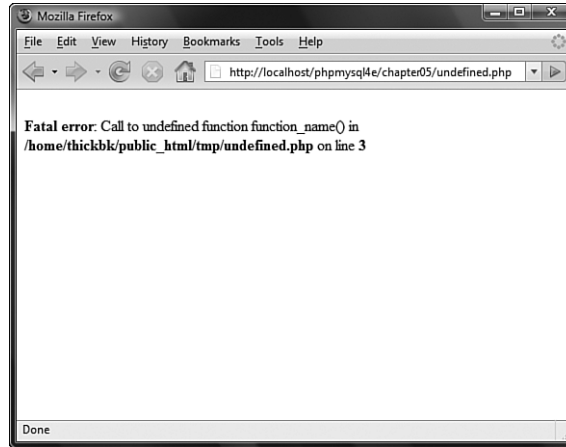 Mozilla Firefox
File Edit View History Bookmarks Tools Help
http://localhost/phpmysql4e/chapter05/undefined.php
Fatal error: Call to undefined function function_name() in
/home/thickbk/public_html/tmp/undefined.php on line 3
Done